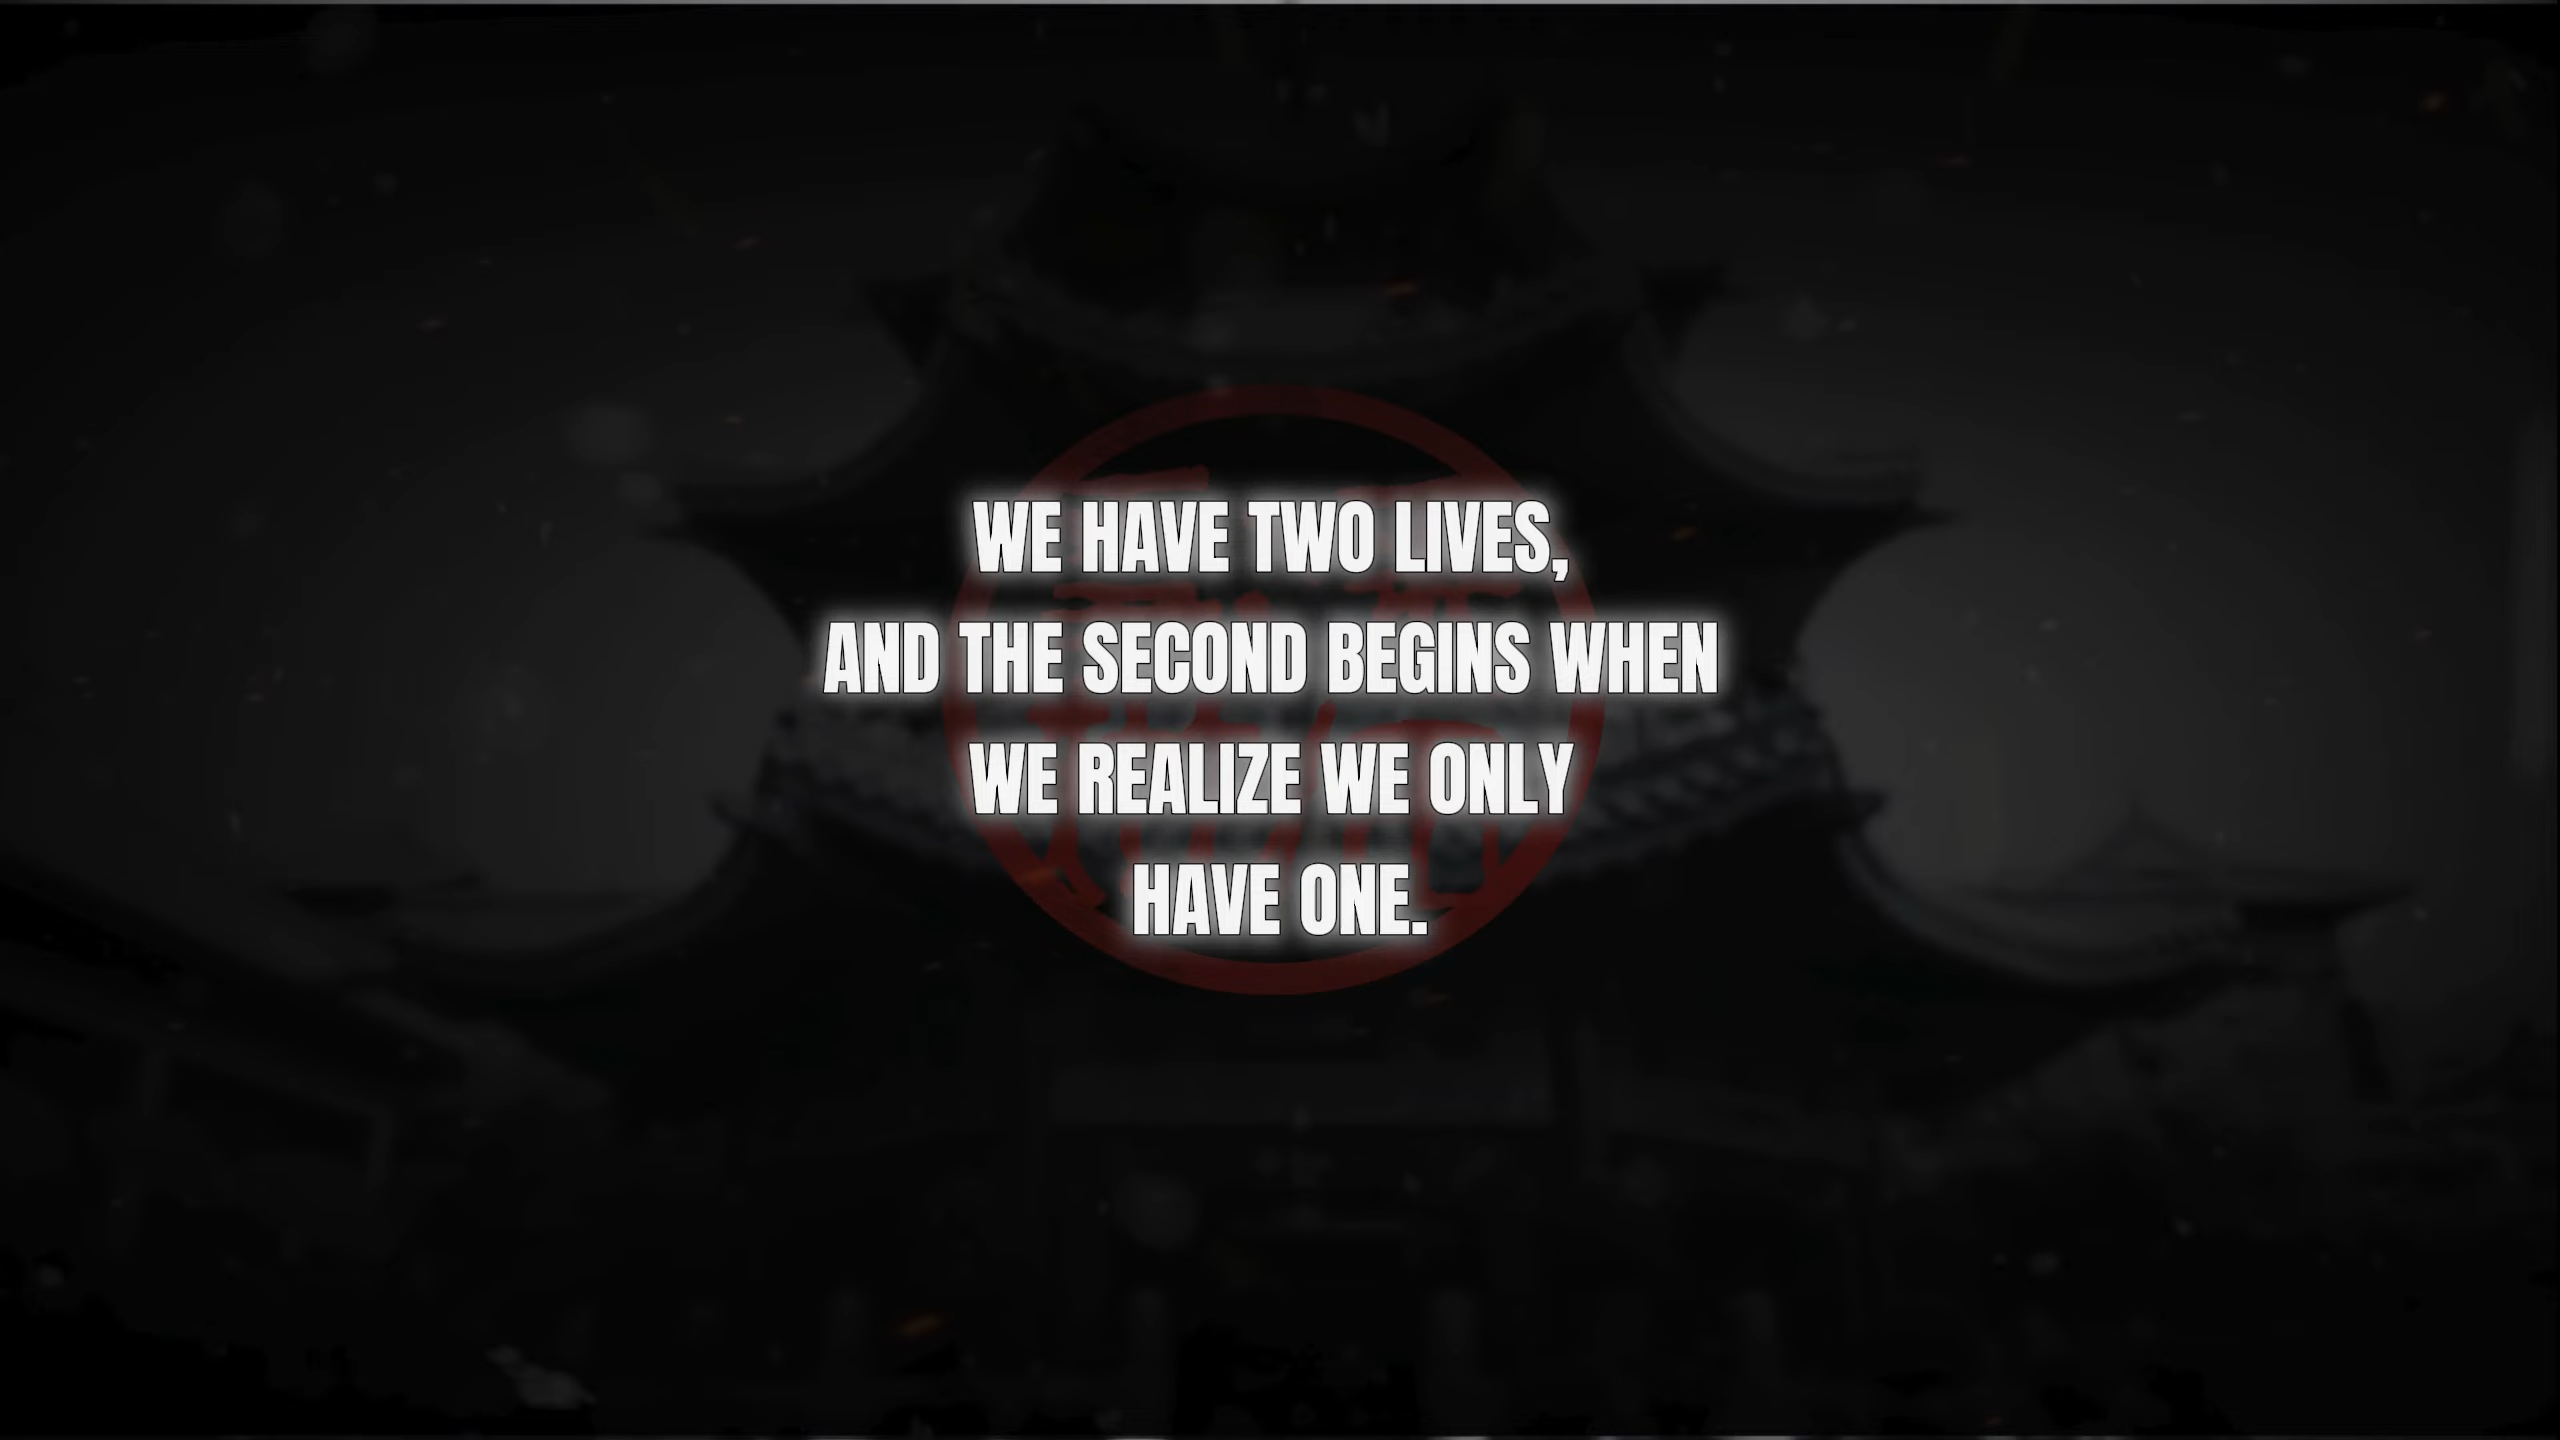 WE HAVE TWO LIVES,
AND THE SECOND BEGINS WHEN
WE REALIZE WE ONLY
HAVE ONE.